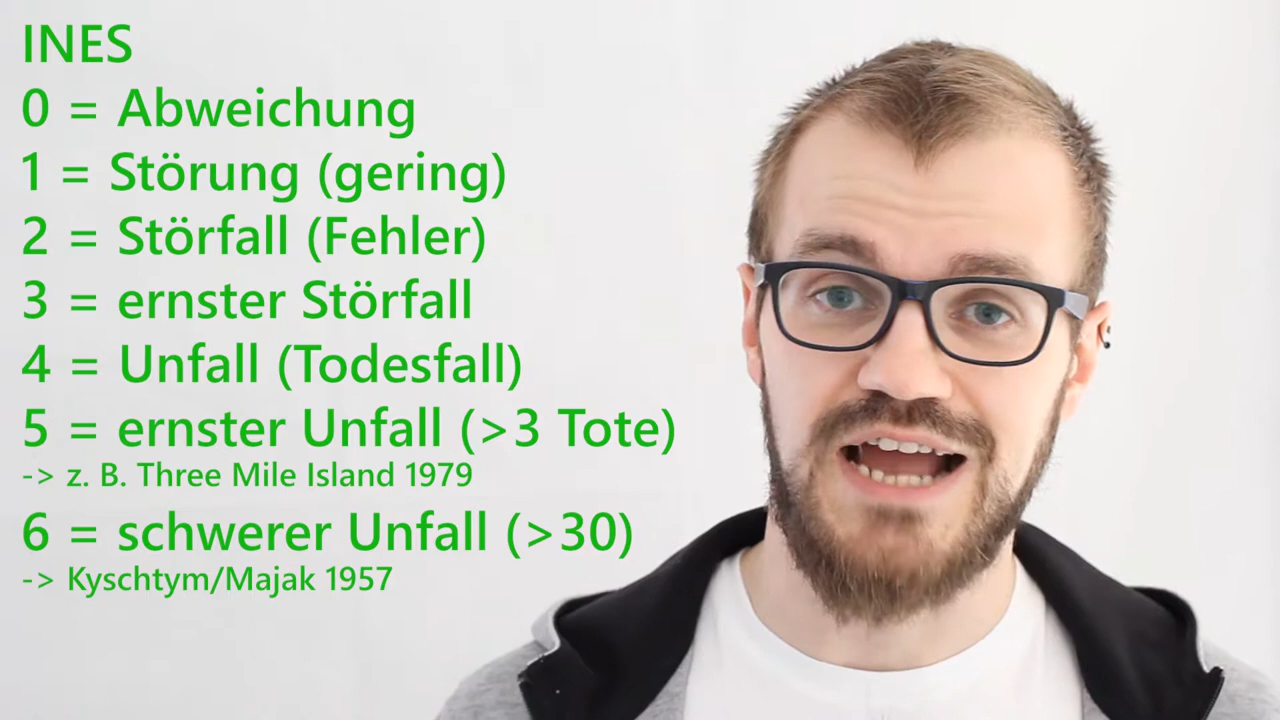 INES
0 = Abweichung
1 = Störung (gering)
2 = Störfall (Fehler)
3 = ernster Störfall
4 = Unfall (Todesfall)
5 = ernster Unfall (>3 Tote)
-> z. B. Three Mile Island 1979
6 = schwerer Unfall (>30)
-> Kyschtym/Majak 1957